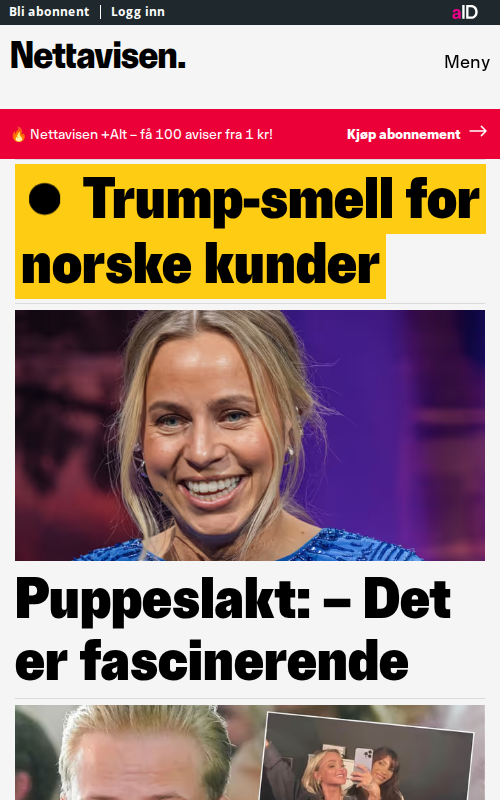 Bli abonnent | Logg inn
aID
Nettavisen.
Meny
🔥 Nettavisen +Alt – få 100 aviser fra 1 kr!
Kjøp abonnement →
● Trump-smell for
norske kunder
Puppeslakt: – Det
er fascinerende